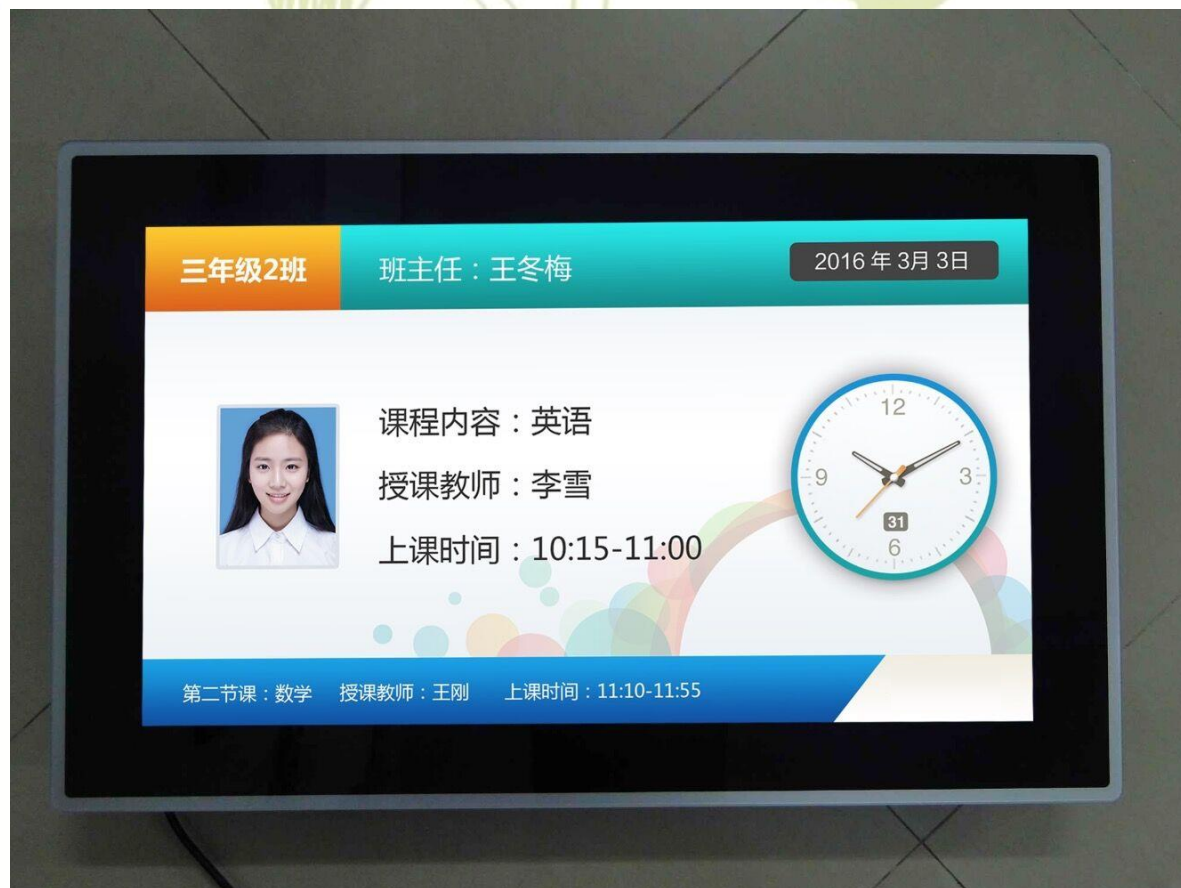 三年级2班
班主任：王冬梅
2016 年 3月 3日
课程内容：英语
授课教师：李雪
上课时间：10:15-11:00
12
9
3
31
6
第二节课：数学 授课教师：王刚 上课时间：11:10-11:55